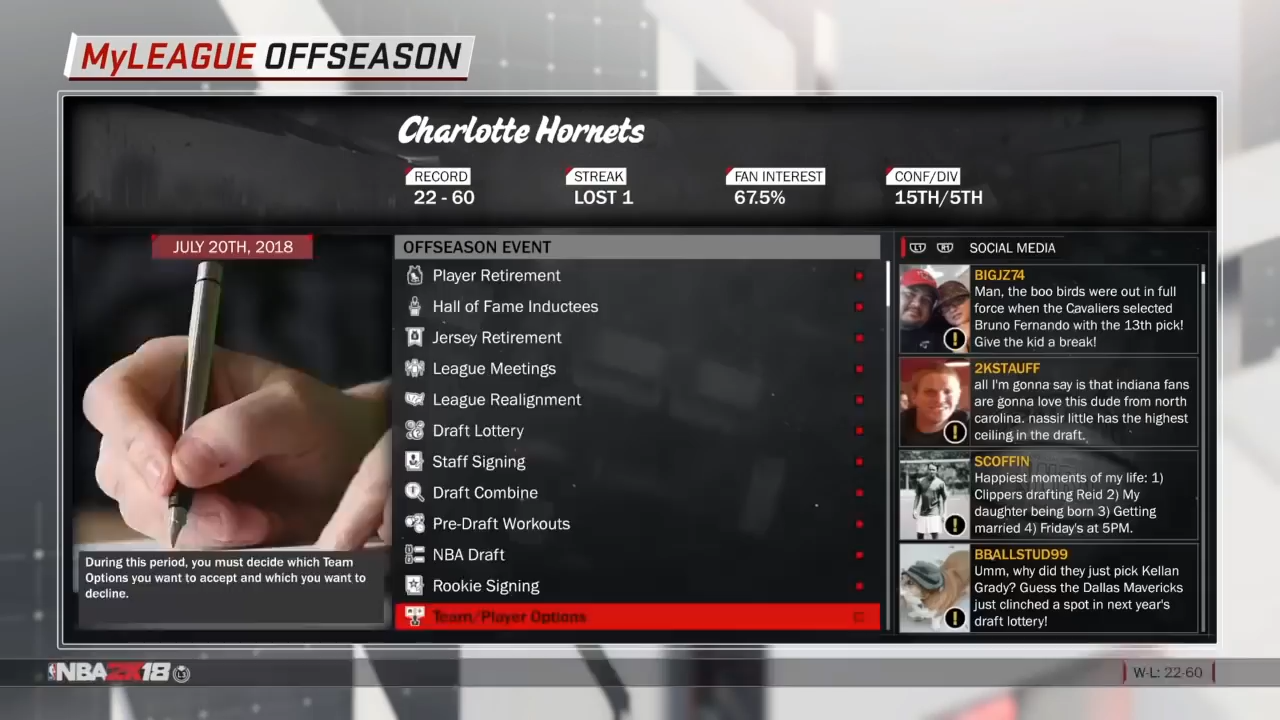 MyLEAGUE OFFSEASON
Charlotte Hornets
RECORD
22 - 60
STREAK
LOST 1
FAN INTEREST
67.5%
CONF/DIV
15TH/5TH
JULY 20TH, 2018
During this period, you must decide which Team
Options you want to accept and which you want to
decline.
OFFSEASON EVENT
Player Retirement
Hall of Fame Inductees
Jersey Retirement
League Meetings
League Realignment
Draft Lottery
Staff Signing
Draft Combine
Pre-Draft Workouts
NBA Draft
Rookie Signing
Team/Player Options
L1 R1 SOCIAL MEDIA
BIGJZ74
Man, the boo birds were out in full
force when the Cavaliers selected
Bruno Fernando with the 13th pick!
Give the kid a break!
2KSTAUFF
all I'm gonna say is that indiana fans
are gonna love this dude from north
carolina. nassir little has the highest
ceiling in the draft.
SCOFFIN
Happiest moments of my life: 1)
Clippers drafting Reid 2) My
daughter being born 3) Getting
married 4) Friday's at 5PM.
BBALLSTUD99
Umm, why did they just pick Kellan
Grady? Guess the Dallas Mavericks
just clinched a spot in next year's
draft lottery!
NBA 2K18
W-L: 22-60